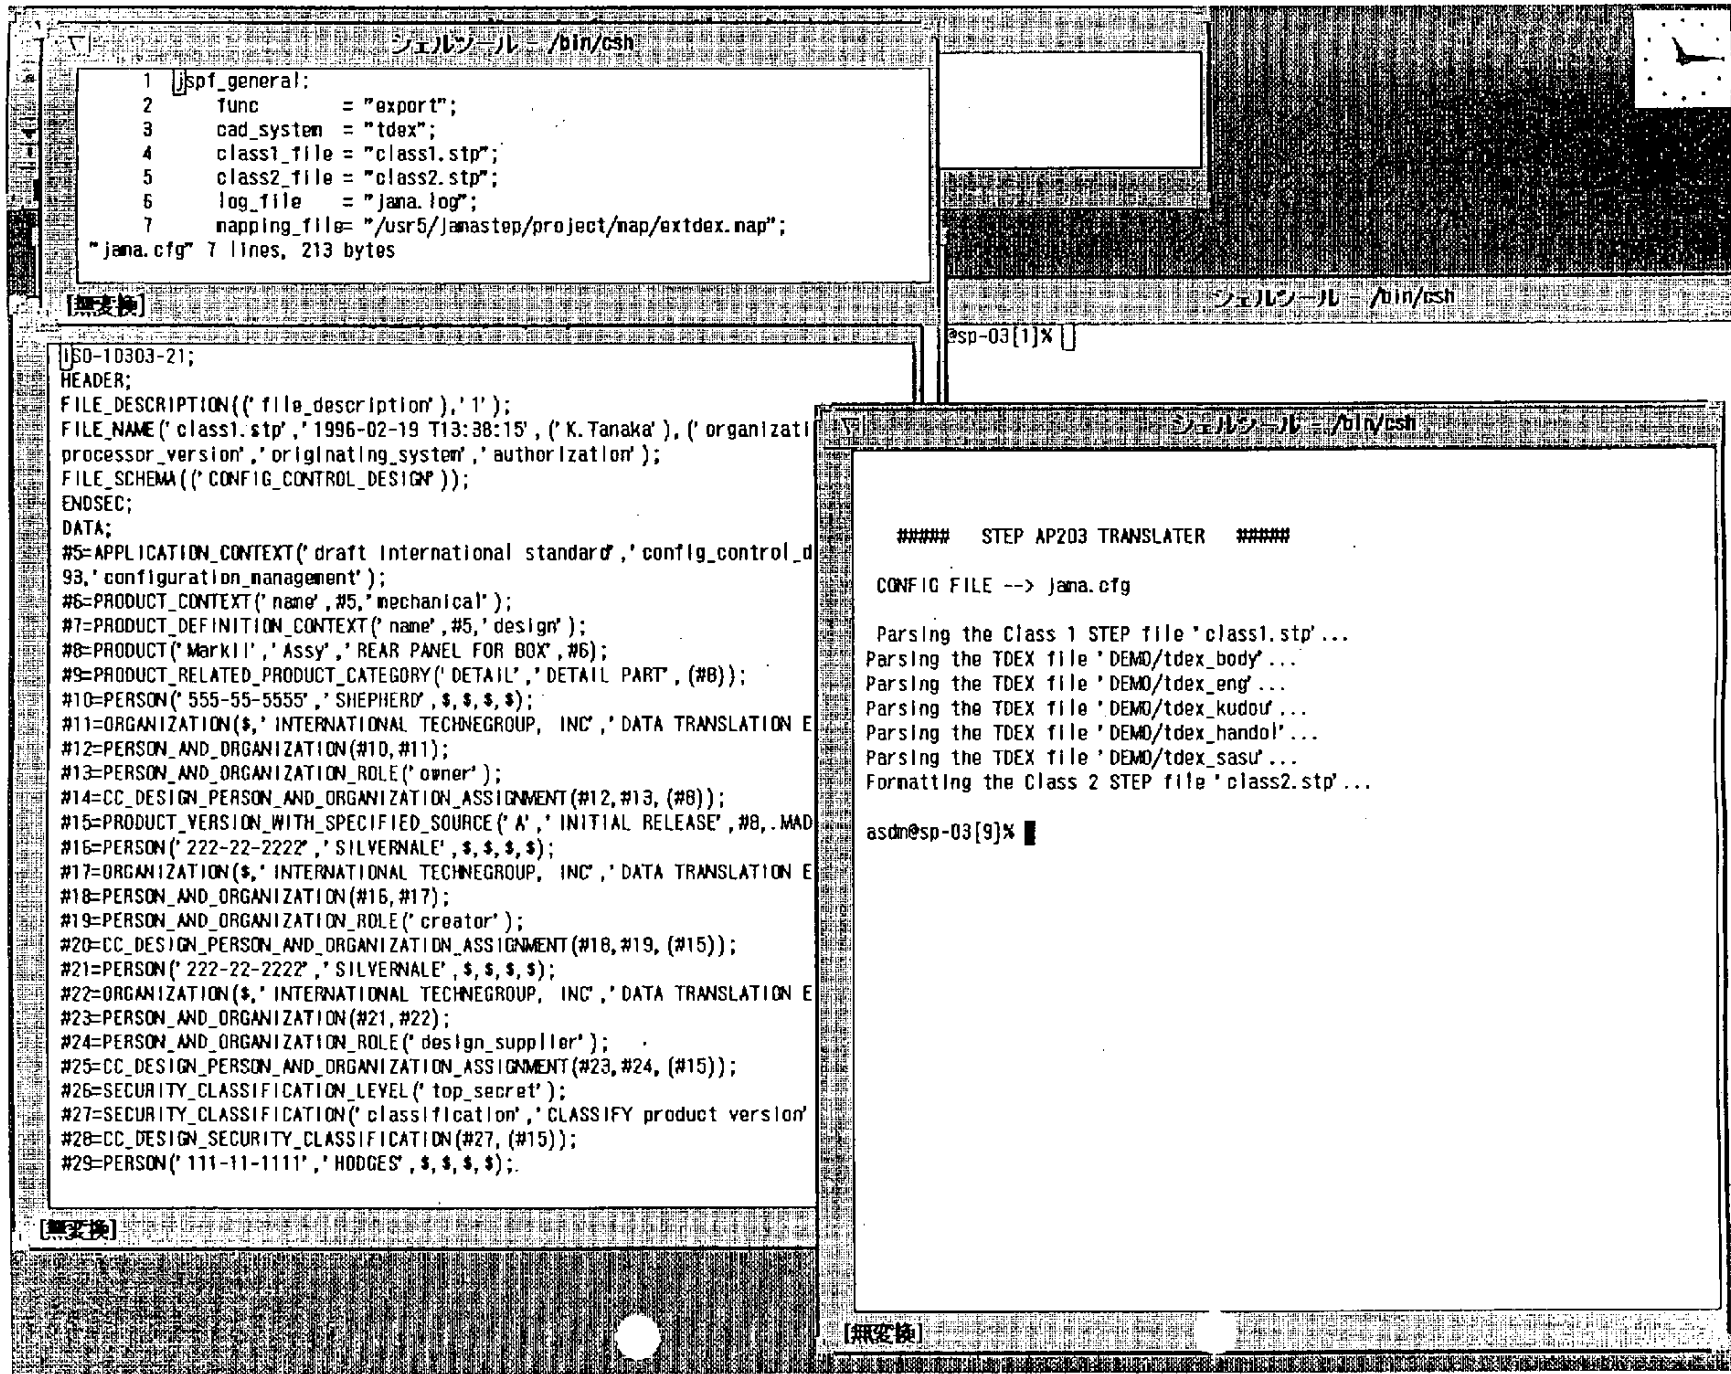 シェルツール - /bin/csh
1 jspf_general:
2 func = "export";
3 cad_system = "tdex";
4 class1_file = "class1.stp";
5 class2_file = "class2.stp";
6 log_file = "jama.log";
7 mapping_file= "/usr5/jamastep/project/map/extdex.map";
"jama.cfg" 7 lines, 213 bytes
[無変換]
シェルツール - /bin/csh
@sp-03[1]%
ISO-10303-21;
HEADER;
FILE_DESCRIPTION(('file_description'),'1');
FILE_NAME('class1.stp','1996-02-19 T13:38:15',('K.Tanaka'),('organizati
processor_version','originating_system','authorization');
FILE_SCHEMA(('CONFIG_CONTROL_DESIGN'));
ENDSEC;
DATA;
#5=APPLICATION_CONTEXT('draft international standard','config_control_d
93,'configuration_management');
#6=PRODUCT_CONTEXT('name',#5,'mechanical');
#7=PRODUCT_DEFINITION_CONTEXT('name',#5,'design');
#8=PRODUCT('MarkII','Assy','REAR PANEL FOR BOX',#6);
#9=PRODUCT_RELATED_PRODUCT_CATEGORY('DETAIL','DETAIL PART',(#8));
#10=PERSON('555-55-5555','SHEPHERD',$,$,$,$);
#11=ORGANIZATION($,'INTERNATIONAL TECHNEGROUP, INC','DATA TRANSLATION E
#12=PERSON_AND_ORGANIZATION(#10,#11);
#13=PERSON_AND_ORGANIZATION_ROLE('owner');
#14=CC_DESIGN_PERSON_AND_ORGANIZATION_ASSIGNMENT(#12,#13,(#8));
#15=PRODUCT_VERSION_WITH_SPECIFIED_SOURCE('A','INITIAL RELEASE',#8,.MAD
#16=PERSON('222-22-2222','SILVERNALE',$,$,$,$);
#17=ORGANIZATION($,'INTERNATIONAL TECHNEGROUP, INC','DATA TRANSLATION E
#18=PERSON_AND_ORGANIZATION(#16,#17);
#19=PERSON_AND_ORGANIZATION_ROLE('creator');
#20=CC_DESIGN_PERSON_AND_ORGANIZATION_ASSIGNMENT(#18,#19,(#15));
#21=PERSON('222-22-2222','SILVERNALE',$,$,$,$);
#22=ORGANIZATION($,'INTERNATIONAL TECHNEGROUP, INC','DATA TRANSLATION E
#23=PERSON_AND_ORGANIZATION(#21,#22);
#24=PERSON_AND_ORGANIZATION_ROLE('design_supplier');
#25=CC_DESIGN_PERSON_AND_ORGANIZATION_ASSIGNMENT(#23,#24,(#15));
#26=SECURITY_CLASSIFICATION_LEVEL('top_secret');
#27=SECURITY_CLASSIFICATION('classification','CLASSIFY product version'
#28=CC_DESIGN_SECURITY_CLASSIFICATION(#27,(#15));
#29=PERSON('111-11-1111','HODGES',$,$,$,$);
[無変換]
シェルツール - /bin/csh
##### STEP AP203 TRANSLATER #####
CONFIG FILE --> jama.cfg
Parsing the Class 1 STEP file 'class1.stp'...
Parsing the TDEX file 'DEMO/tdex_body'...
Parsing the TDEX file 'DEMO/tdex_eng'...
Parsing the TDEX file 'DEMO/tdex_kudou'...
Parsing the TDEX file 'DEMO/tdex_handol'...
Parsing the TDEX file 'DEMO/tdex_sasu'...
Formatting the Class 2 STEP file 'class2.stp'...
asdm@sp-03[9]%
[無変換]